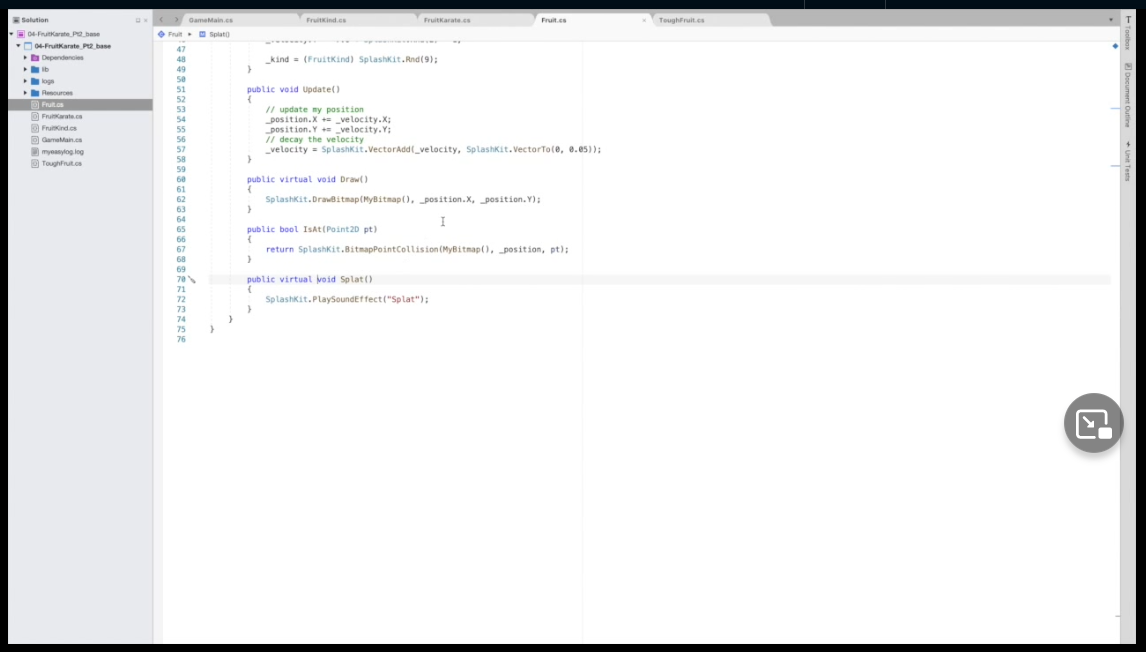 Solution
04-FruitKarate_Pt2_base
04-FruitKarate_Pt2_base
Dependencies
lib
logs
Resources
Fruit.cs
FruitKarate.cs
FruitKind.cs
GameMain.cs
myeasylog.log
ToughFruit.cs
GameMain.cs FruitKind.cs FruitKarate.cs Fruit.cs × ToughFruit.cs
Fruit ▸ Splat()
47
48 _kind = (FruitKind) SplashKit.Rnd(9);
49 }
50
51 public void Update()
52 {
53 // update my position
54 _position.X += _velocity.X;
55 _position.Y += _velocity.Y;
56 // decay the velocity
57 _velocity = SplashKit.VectorAdd(_velocity, SplashKit.VectorTo(0, 0.05));
58 }
59
60 public virtual void Draw()
61 {
62 SplashKit.DrawBitmap(MyBitmap(), _position.X, _position.Y);
63 }
64
65 public bool IsAt(Point2D pt)
66 {
67 return SplashKit.BitmapPointCollision(MyBitmap(), _position, pt);
68 }
69
70 public virtual void Splat()
71 {
72 SplashKit.PlaySoundEffect("Splat");
73 }
74 }
75 }
76
T Toolbox
Document Outline
Unit Tests